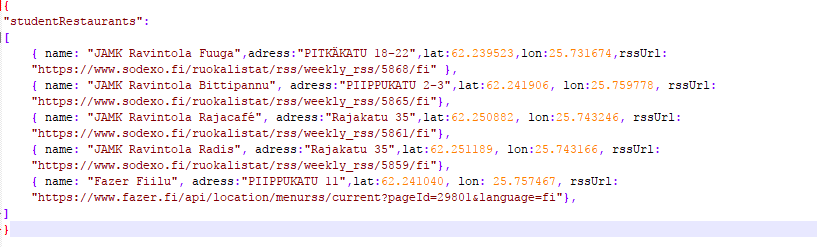 {
"studentRestaurants":
[
{ name: "JAMK Ravintola Fuuga",adress:"PITKÄKATU 18-22",lat:62.239523,lon:25.731674,rssUrl:
"https://www.sodexo.fi/ruokalistat/rss/weekly_rss/5868/fi" },
{ name: "JAMK Ravintola Bittipannu", adress:"PIIPPUKATU 2-3",lat:62.241906, lon:25.759778, rssUrl:
"https://www.sodexo.fi/ruokalistat/rss/weekly_rss/5865/fi"},
{ name: "JAMK Ravintola Rajacafé", adress:"Rajakatu 35",lat:62.250882, lon:25.743246, rssUrl:
"https://www.sodexo.fi/ruokalistat/rss/weekly_rss/5861/fi"},
{ name: "JAMK Ravintola Radis", adress:"Rajakatu 35",lat:62.251189, lon:25.743166, rssUrl:
"https://www.sodexo.fi/ruokalistat/rss/weekly_rss/5859/fi"},
{ name: "Fazer Fiilu", adress:"PIIPPUKATU 11",lat:62.241040, lon: 25.757467, rssUrl:
"https://www.fazer.fi/api/location/menurss/current?pageId=29801&language=fi"},
]
}